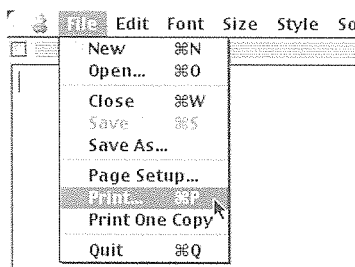 File Edit Font Size Style So
New ⌘N
Open... ⌘O
Close ⌘W
Save ⌘S
Save As...
Page Setup...
Print... ⌘P
Print One Copy
Quit ⌘Q